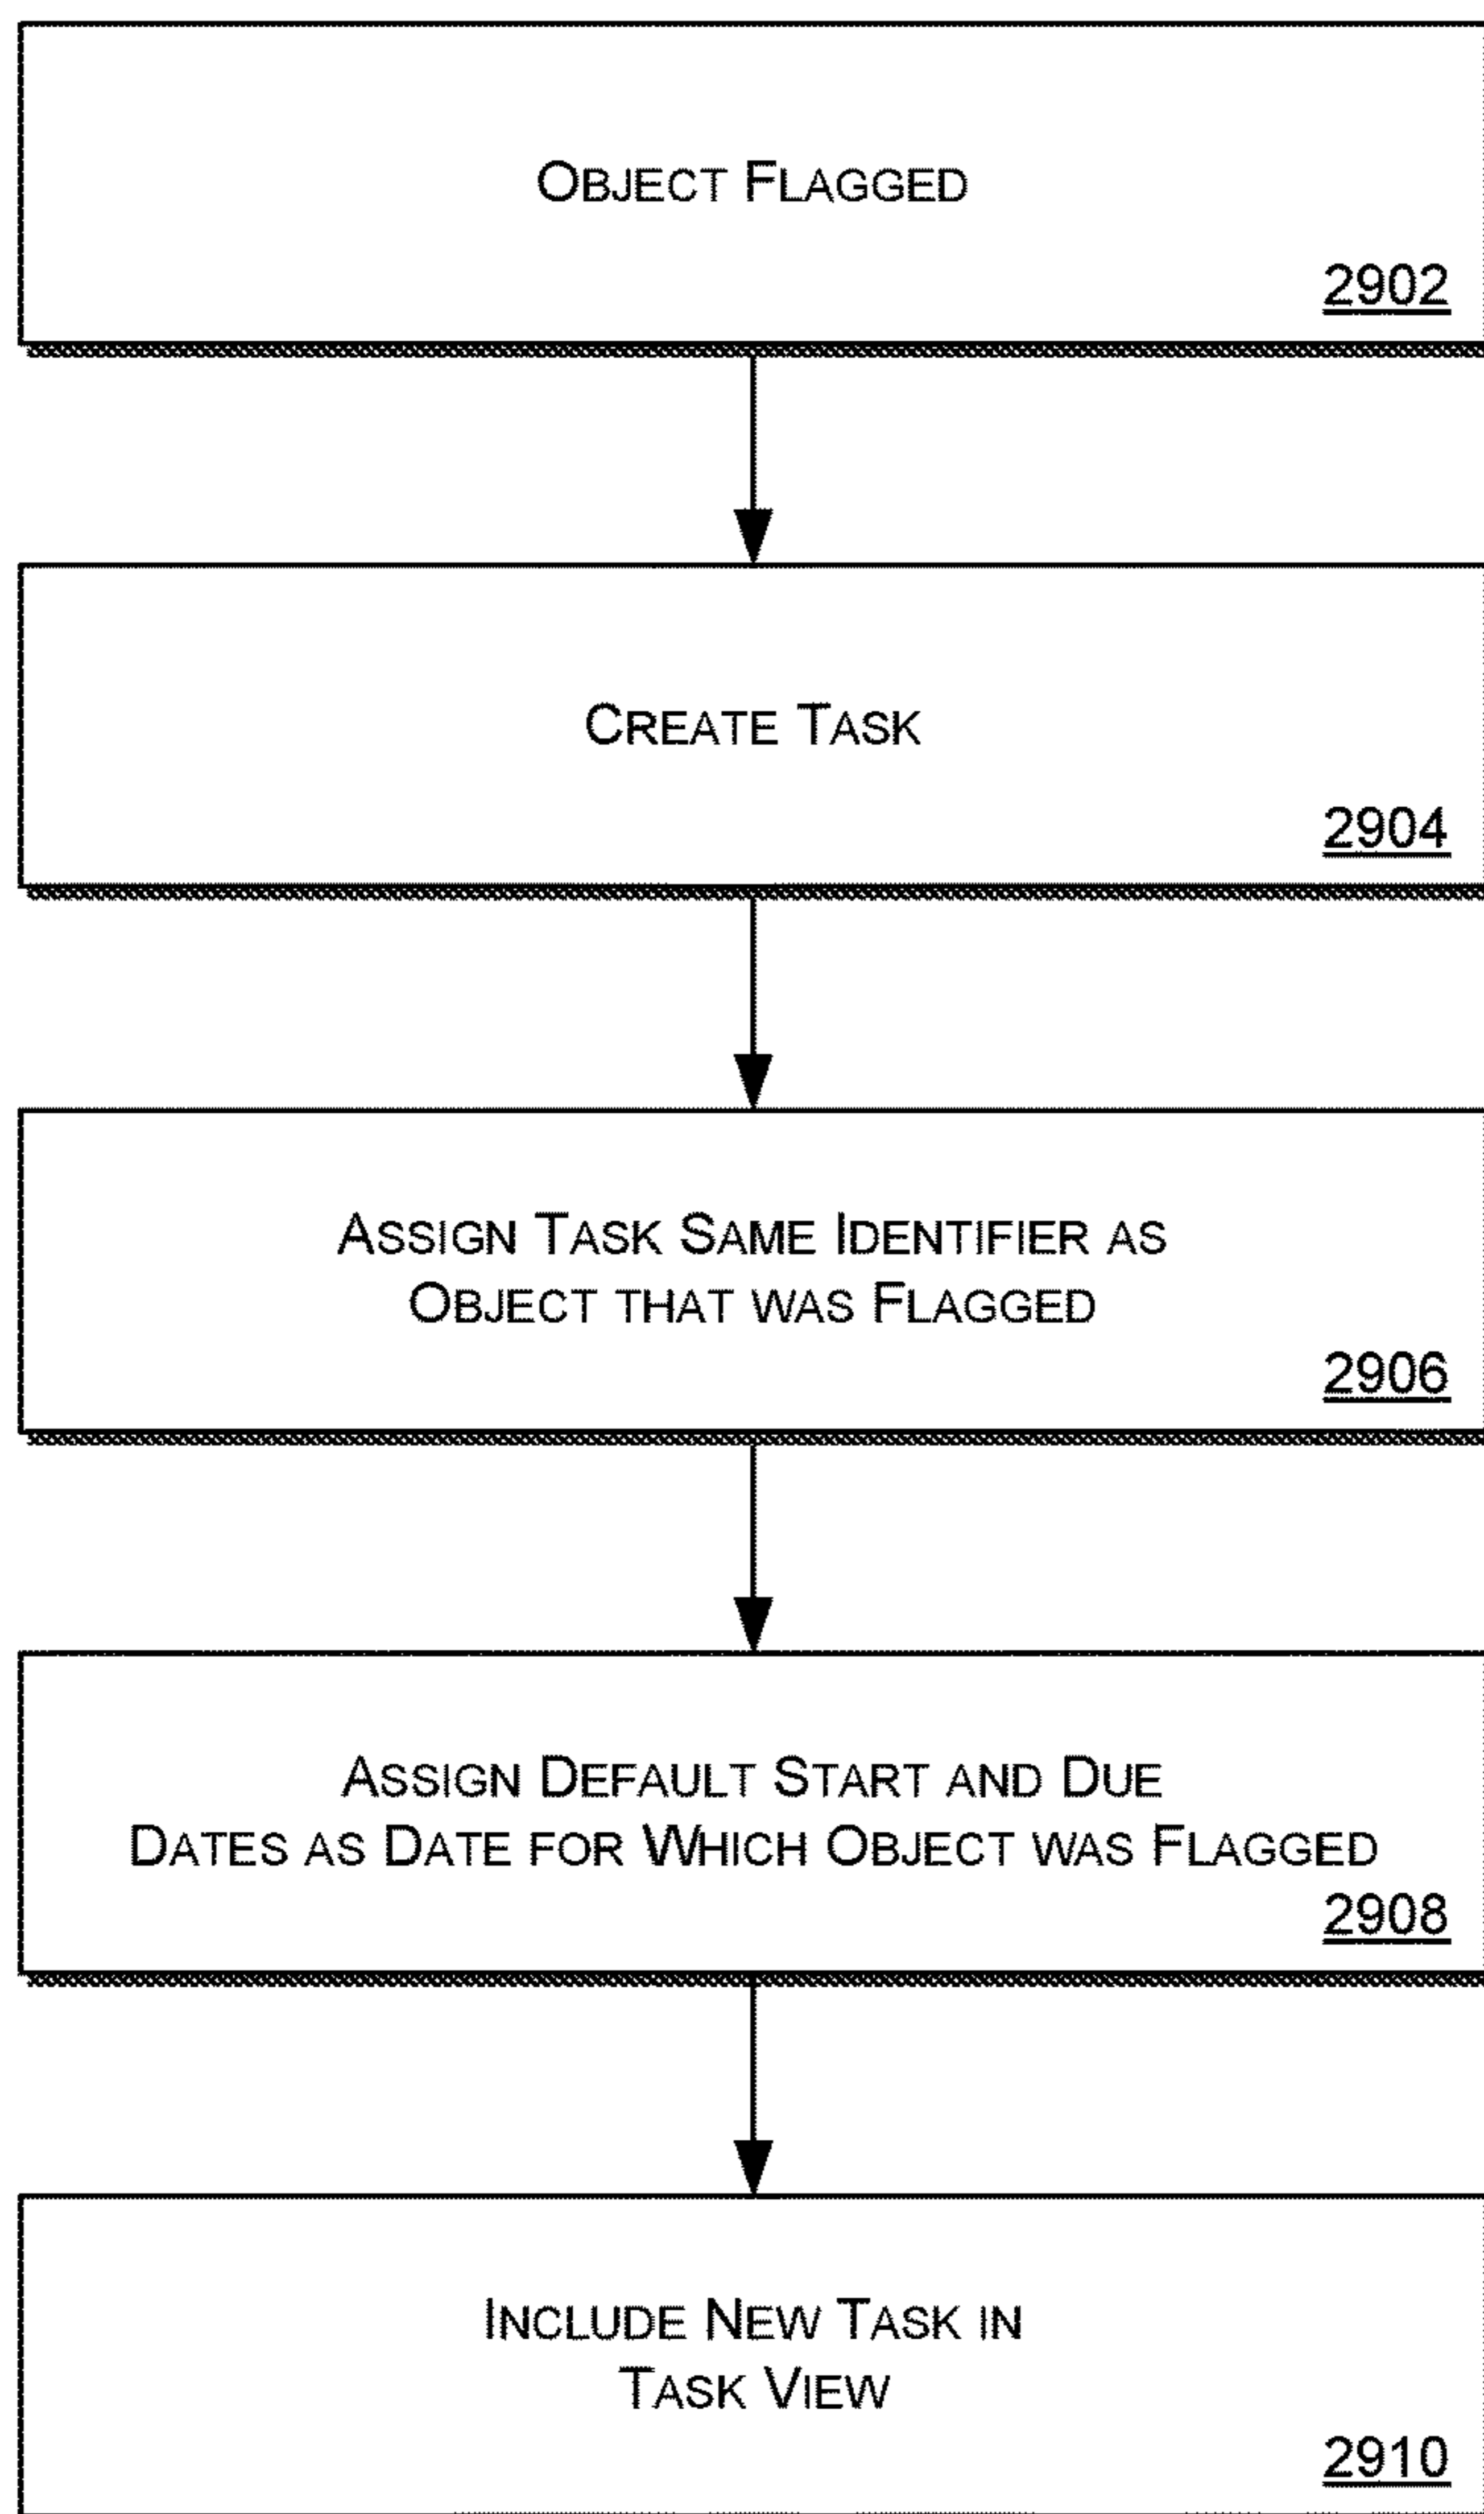 OBJECT FLAGGED
2902
CREATE TASK
2904
ASSIGN TASK SAME IDENTIFIER AS
OBJECT THAT WAS FLAGGED
2906
ASSIGN DEFAULT START AND DUE
DATES AS DATE FOR WHICH OBJECT WAS FLAGGED
2908
INCLUDE NEW TASK IN
TASK VIEW
2910